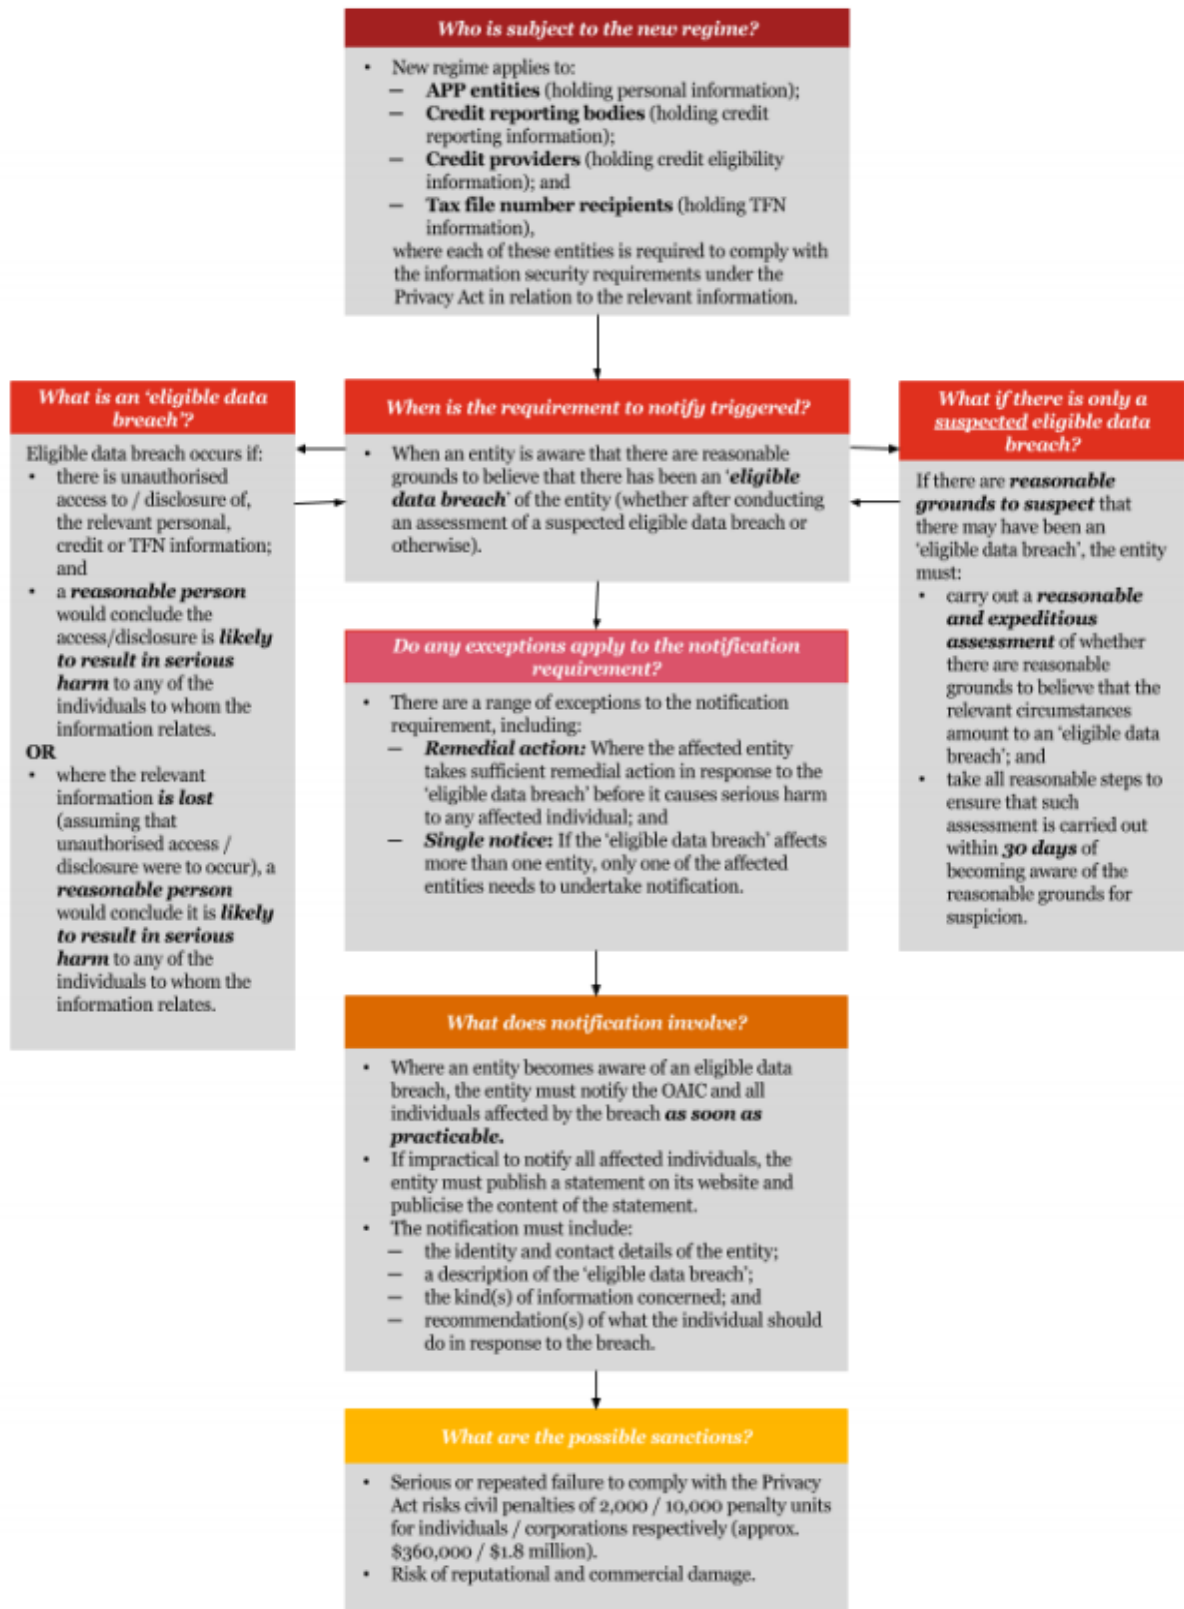 Who is subject to the new regime?
• New regime applies to:
— APP entities (holding personal information);
— Credit reporting bodies (holding credit
reporting information);
— Credit providers (holding credit eligibility
information); and
— Tax file number recipients (holding TFN
information),
where each of these entities is required to comply with
the information security requirements under the
Privacy Act in relation to the relevant information.
What is an ‘eligible data
breach’?
Eligible data breach occurs if:
• there is unauthorised
access to / disclosure of,
the relevant personal,
credit or TFN information;
and
• a reasonable person
would conclude the
access/disclosure is likely
to result in serious
harm to any of the
individuals to whom the
information relates.
OR
• where the relevant
information is lost
(assuming that
unauthorised access /
disclosure were to occur), a
reasonable person
would conclude it is likely
to result in serious
harm to any of the
individuals to whom the
information relates.
When is the requirement to notify triggered?
• When an entity is aware that there are reasonable
grounds to believe that there has been an ‘eligible
data breach’ of the entity (whether after conducting
an assessment of a suspected eligible data breach or
otherwise).
What if there is only a
suspected eligible data
breach?
If there are reasonable
grounds to suspect that
there may have been an
‘eligible data breach’, the entity
must:
• carry out a reasonable
and expeditious
assessment of whether
there are reasonable
grounds to believe that the
relevant circumstances
amount to an ‘eligible data
breach’; and
• take all reasonable steps to
ensure that such
assessment is carried out
within 30 days of
becoming aware of the
reasonable grounds for
suspicion.
Do any exceptions apply to the notification
requirement?
• There are a range of exceptions to the notification
requirement, including:
— Remedial action: Where the affected entity
takes sufficient remedial action in response to the
‘eligible data breach’ before it causes serious harm
to any affected individual; and
— Single notice: If the ‘eligible data breach’ affects
more than one entity, only one of the affected
entities needs to undertake notification.
What does notification involve?
• Where an entity becomes aware of an eligible data
breach, the entity must notify the OAIC and all
individuals affected by the breach as soon as
practicable.
• If impractical to notify all affected individuals, the
entity must publish a statement on its website and
publicise the content of the statement.
• The notification must include:
— the identity and contact details of the entity;
— a description of the ‘eligible data breach’;
— the kind(s) of information concerned; and
— recommendation(s) of what the individual should
do in response to the breach.
What are the possible sanctions?
• Serious or repeated failure to comply with the Privacy
Act risks civil penalties of 2,000 / 10,000 penalty units
for individuals / corporations respectively (approx.
$360,000 / $1.8 million).
• Risk of reputational and commercial damage.